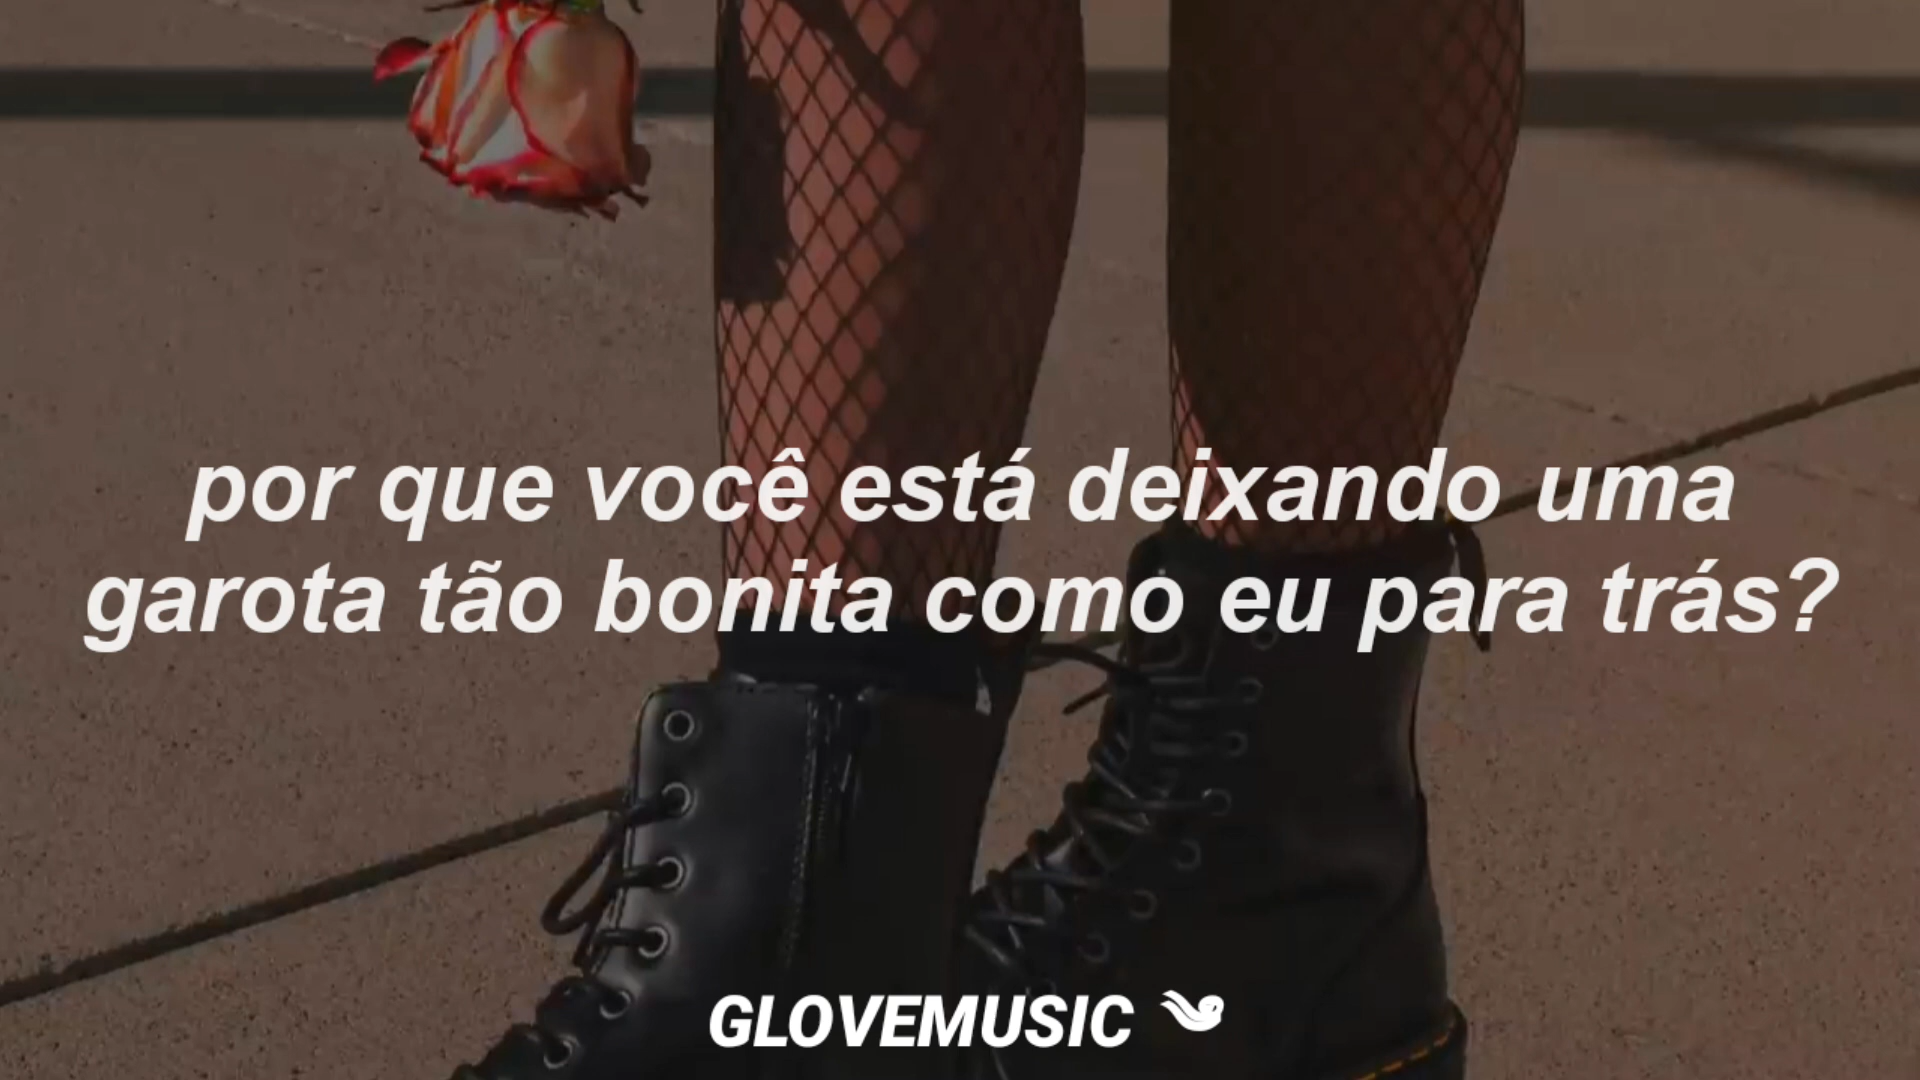 por que você está deixando uma
garota tão bonita como eu para trás?
GLOVEMUSIC